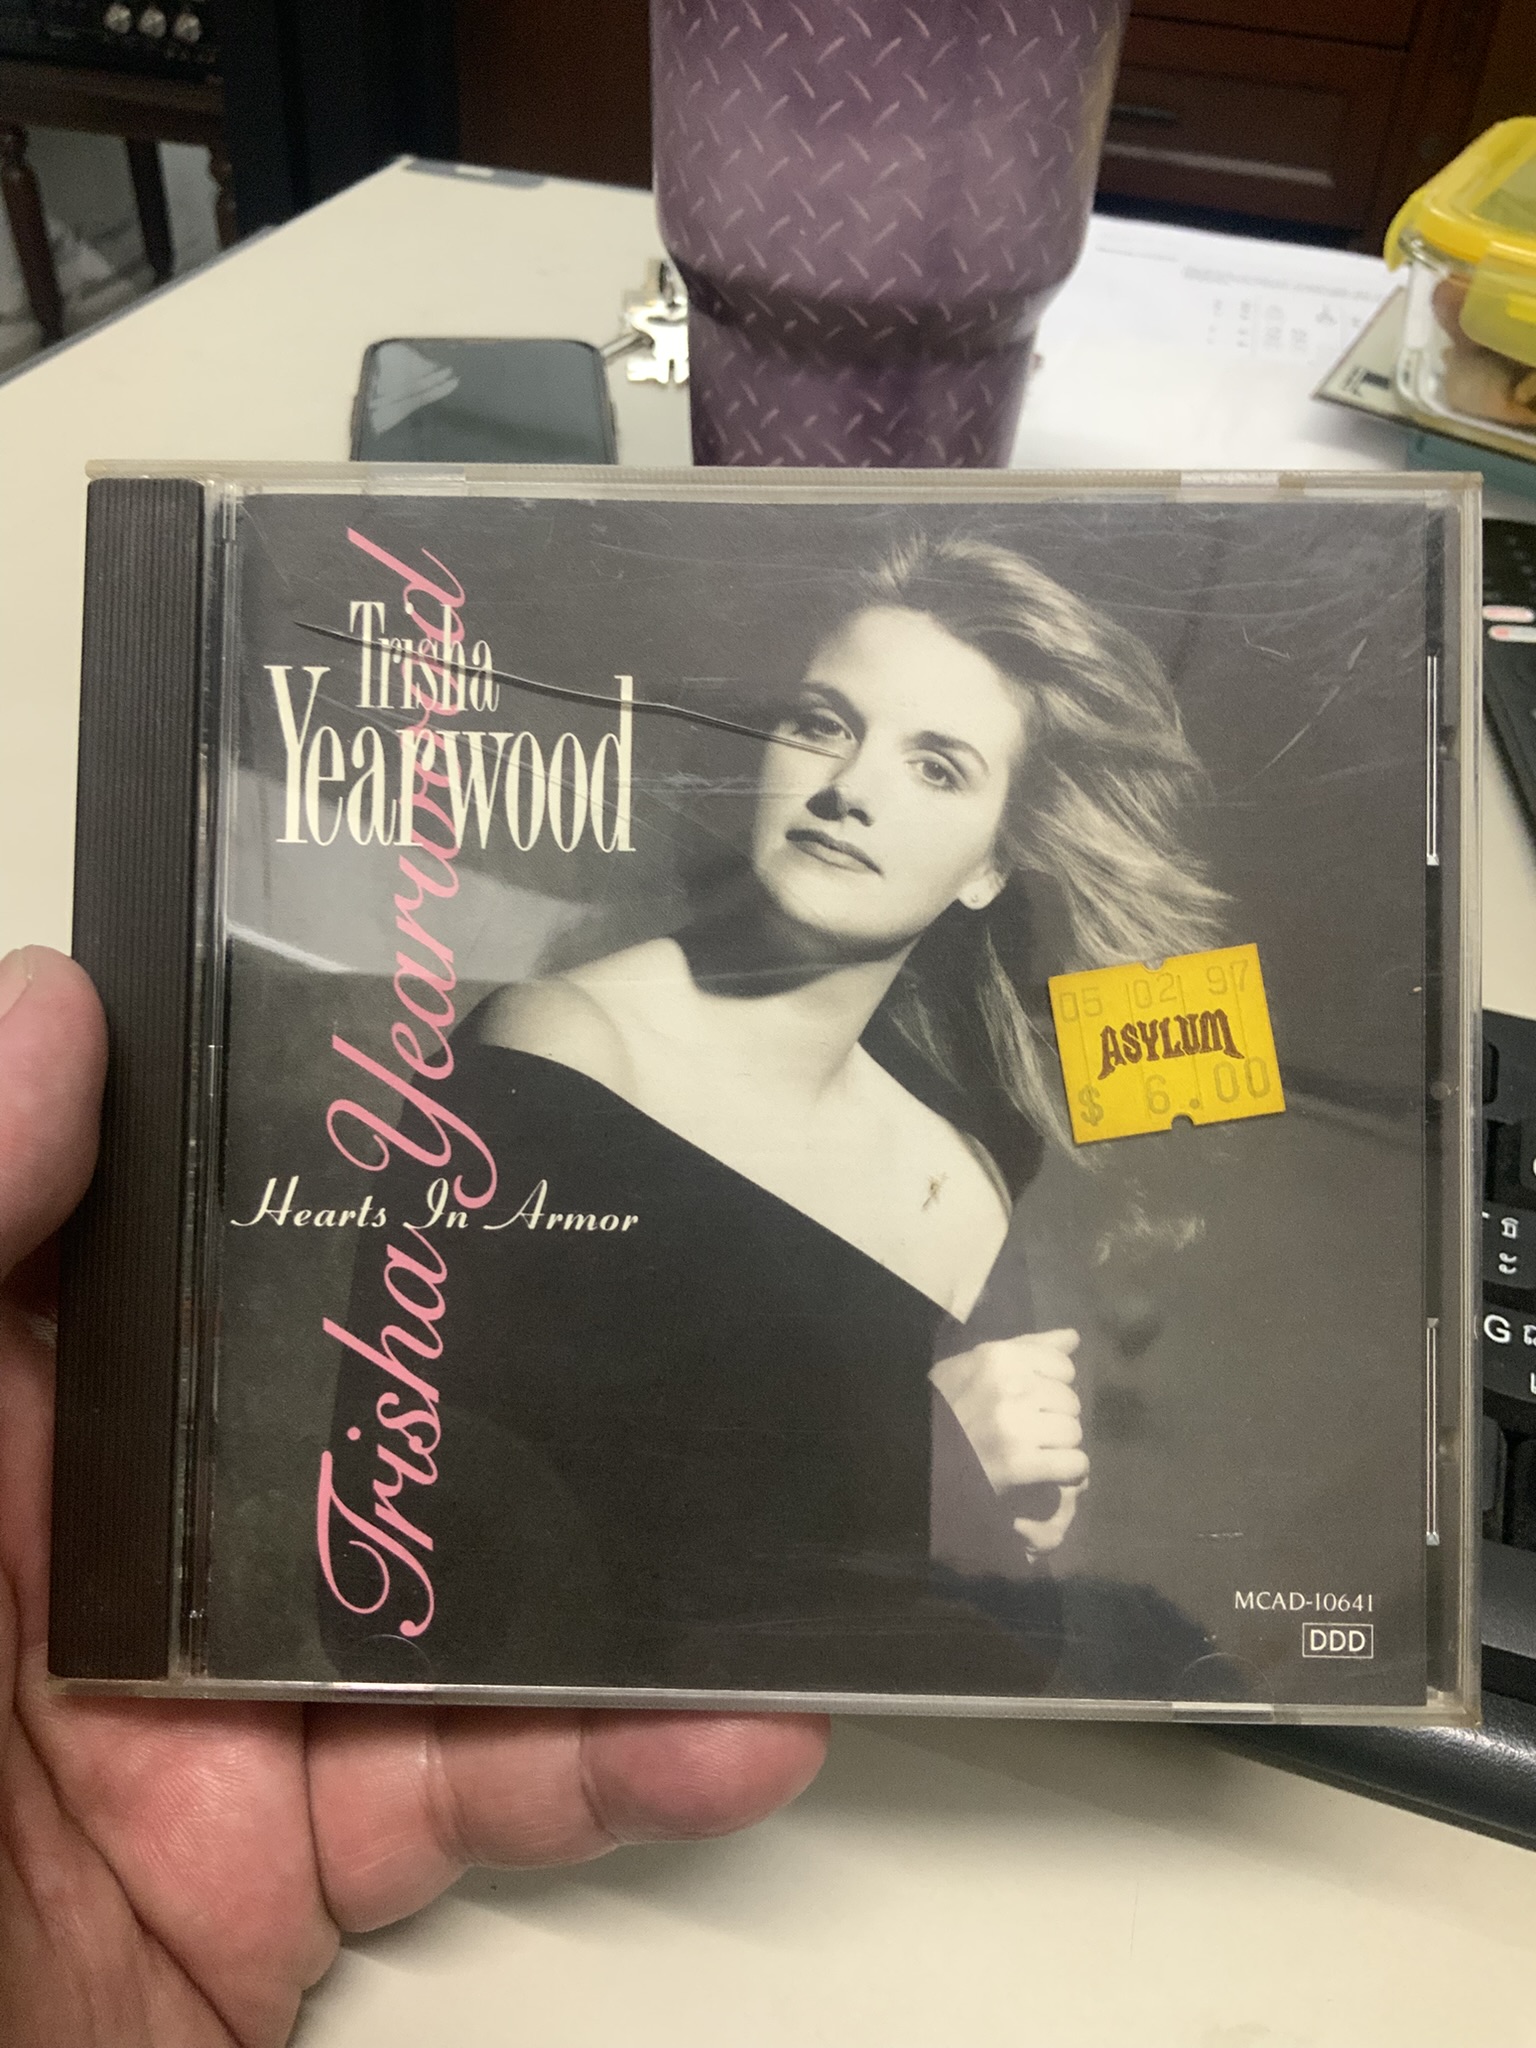 Trisha
Yearwood
Trisha Yearwood
Hearts In Armor
05 02 97
ASYLUM
$ 6.00
MCAD-10641
DDD
G